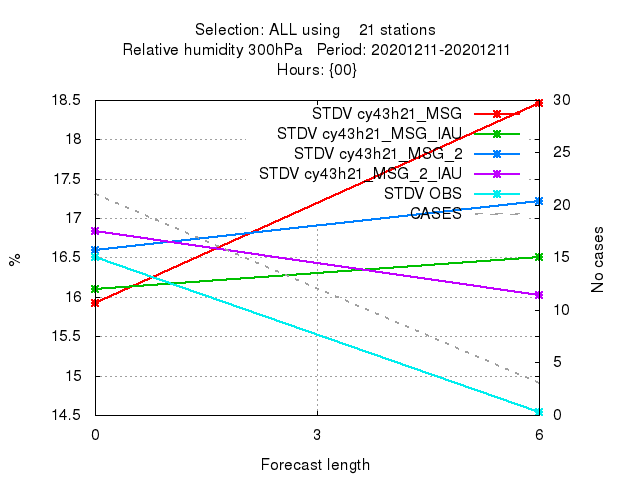 Selection: ALL using 21 stations
Relative humidity 300hPa Period: 20201211-20201211
Hours: {00}
18.5
18
17.5
17
16.5
16
15.5
15
14.5
%
STDV cy43h21_MSG
STDV cy43h21_MSG_IAU
STDV cy43h21_MSG_2
STDV cy43h21_MSG_2_IAU
STDV OBS
CASES
30
25
20
15
10
5
0
No cases
0 3 6
Forecast length